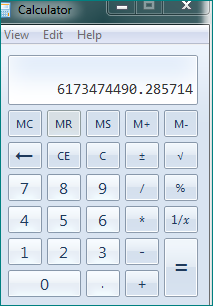 Calculator
View Edit Help
6173474490.285714
MC MR MS M+ M-
← CE C ± √
7 8 9 / %
4 5 6 * 1/x
1 2 3 - =
0 . +